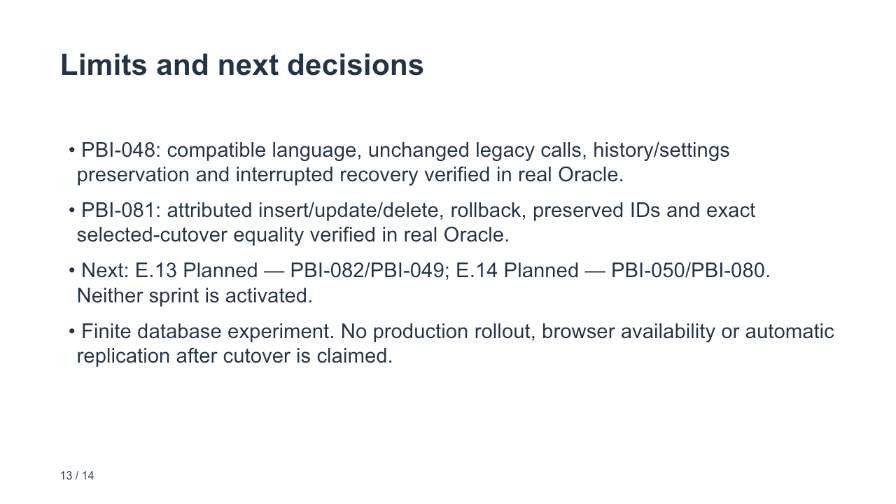 Limits and next decisions
• PBI-048: compatible language, unchanged legacy calls, history/settings
preservation and interrupted recovery verified in real Oracle.
• PBI-081: attributed insert/update/delete, rollback, preserved IDs and exact
selected-cutover equality verified in real Oracle.
• Next: E.13 Planned — PBI-082/PBI-049; E.14 Planned — PBI-050/PBI-080.
Neither sprint is activated.
• Finite database experiment. No production rollout, browser availability or automatic
replication after cutover is claimed.
13 / 14